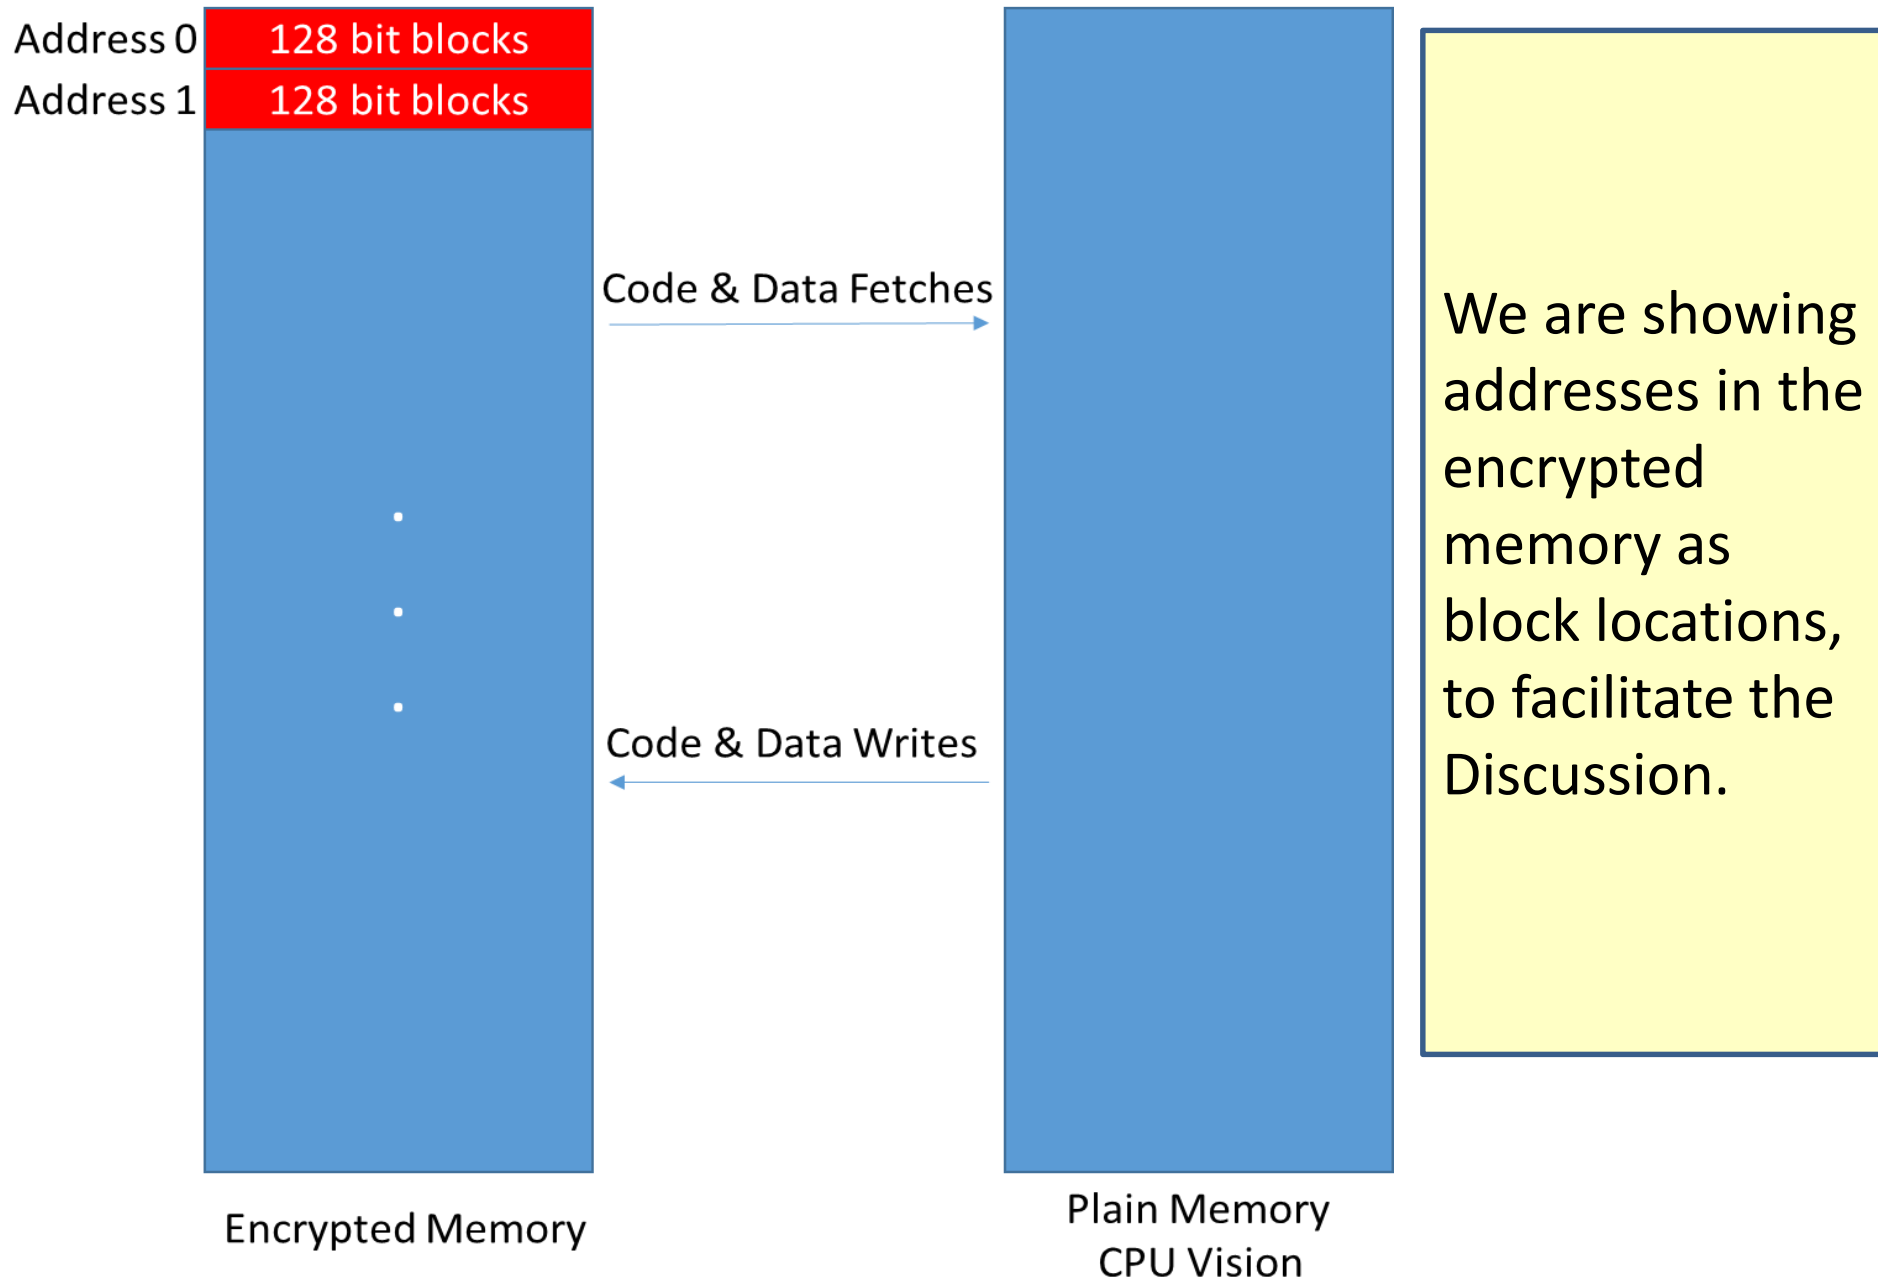 Address 0
128 bit blocks
Address 1
128 bit blocks
Code & Data Fetches
Code & Data Writes
Encrypted Memory
Plain Memory
CPU Vision
We are showing
addresses in the
encrypted
memory as
block locations,
to facilitate the
Discussion.